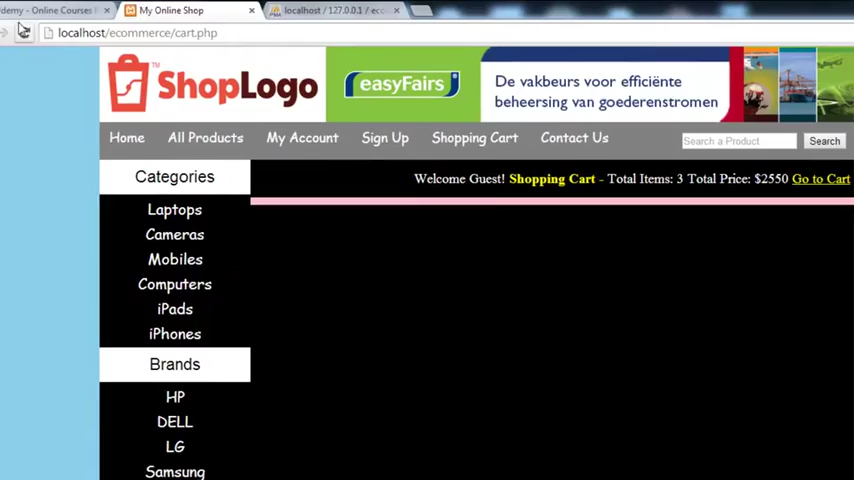 demy - Online Courses
My Online Shop
localhost / 127.0.0.1 / eco
localhost/ecommerce/cart.php
ShopLogo
TM
easyFairs
De vakbeurs voor efficiënte
beheersing van goederenstromen
Home All Products My Account Sign Up Shopping Cart Contact Us Search a Product Search
Categories
Welcome Guest! Shopping Cart - Total Items: 3 Total Price: $2550 Go to Cart
Laptops
Cameras
Mobiles
Computers
iPads
iPhones
Brands
HP
DELL
LG
Samsung